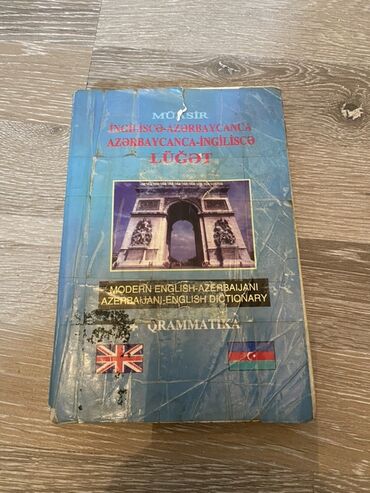 MÜASİR
İNGİLİSCƏ-AZƏRBAYCANCA
AZƏRBAYCANCA-İNGİLİSCƏ
LÜĞƏT
MODERN ENGLISH-AZERBAIJANI
AZERBAIJANI-ENGLISH DICTIONARY
+ QRAMMATİKA